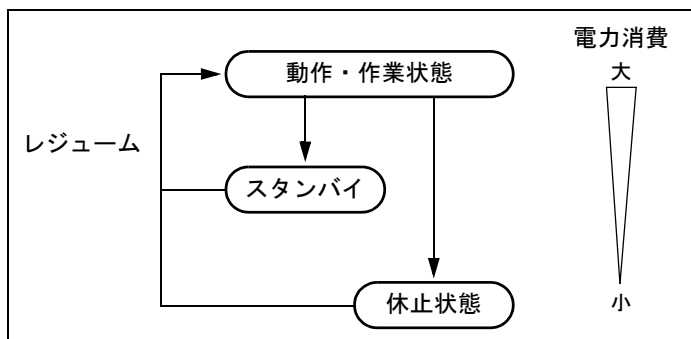 電力消費
動作・作業状態
大
レジューム
スタンバイ
休止状態
小